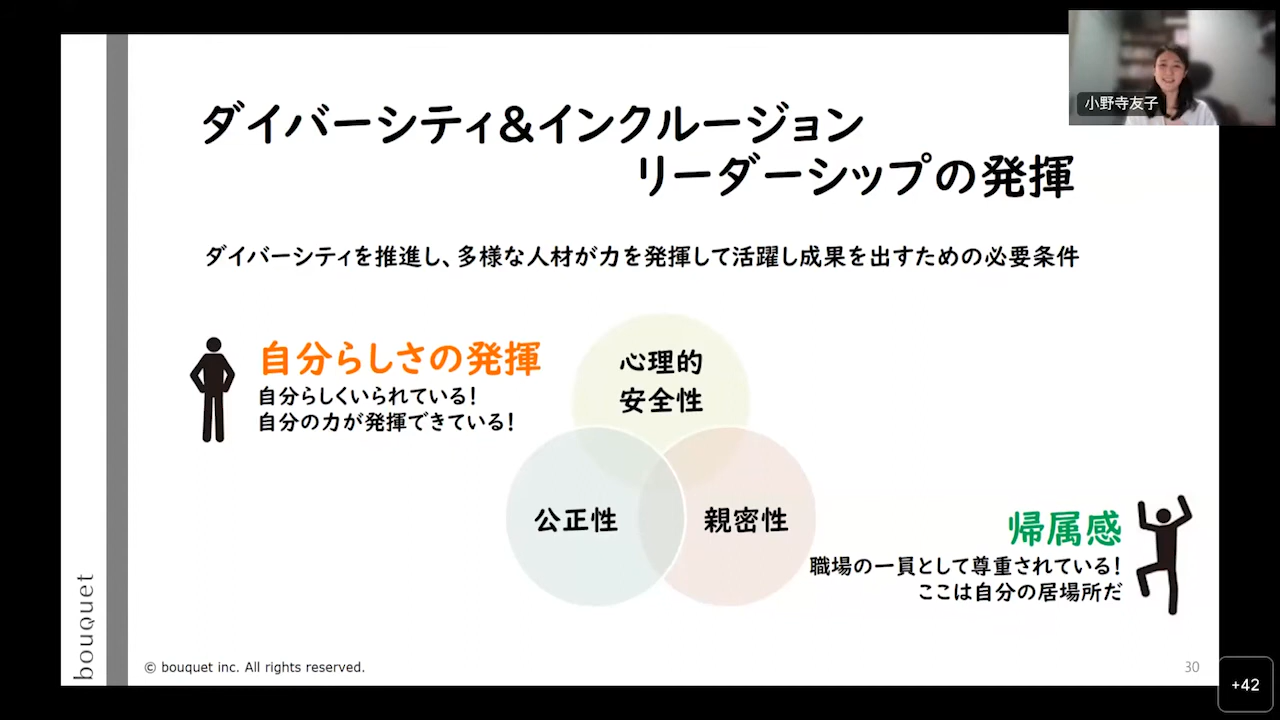 ダイバーシティ&インクルージョン
リーダーシップの発揮
小野寺友子
ダイバーシティを推進し、多様な人材が力を発揮して活躍し成果を出すための必要条件
自分らしさの発揮
自分らしくいられている!
自分の力が発揮できている!
心理的
安全性
公正性
親密性
帰属感
職場の一員として尊重されている!
ここは自分の居場所だ
bouquet
© bouquet inc. All rights reserved.
30
+42